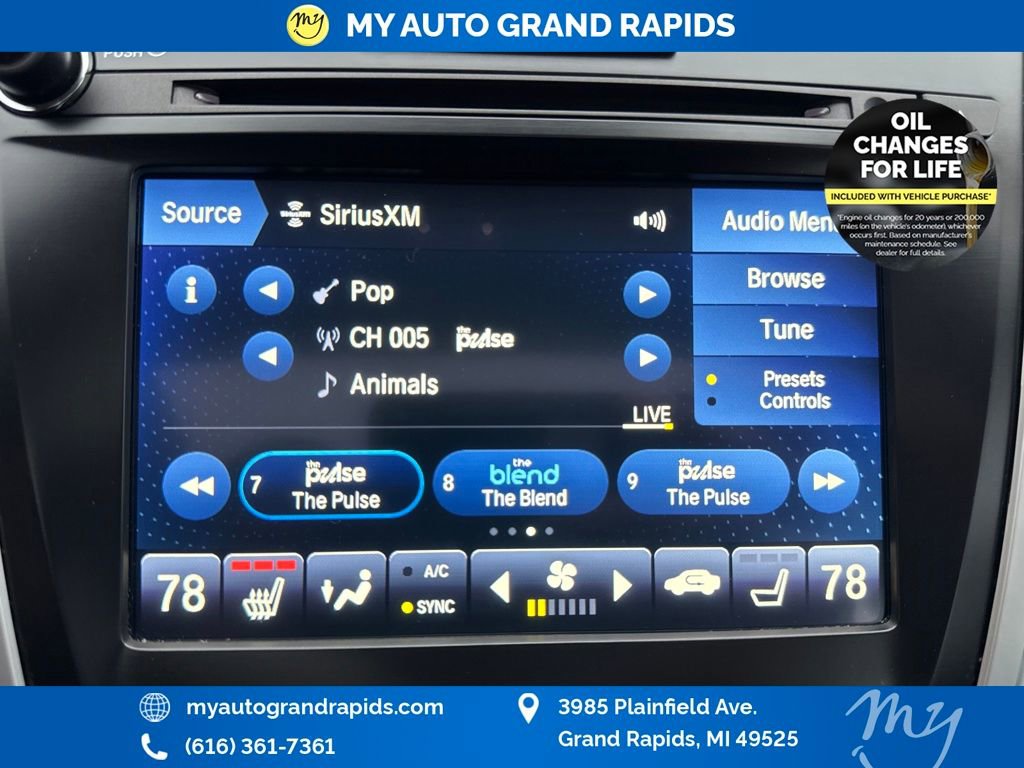 my MY AUTO GRAND RAPIDS
PUSH
OIL
CHANGES
FOR LIFE
INCLUDED WITH VEHICLE PURCHASE*
*Engine oil changes for 20 years or 200,000
miles (on the vehicle's odometer), whichever
occurs first. Based on manufacturer's
maintenance schedule. See
dealer for full details.
Source
SiriusXM SiriusXM
Audio Men
Browse
Tune
Presets
Controls
i
Pop
CH 005 the pulse
Animals
LIVE
7 the pulse
The Pulse
8 the blend
The Blend
9 the pulse
The Pulse
78
A/C
SYNC
78
myautograndrapids.com
(616) 361-7361
3985 Plainfield Ave.
Grand Rapids, MI 49525
my